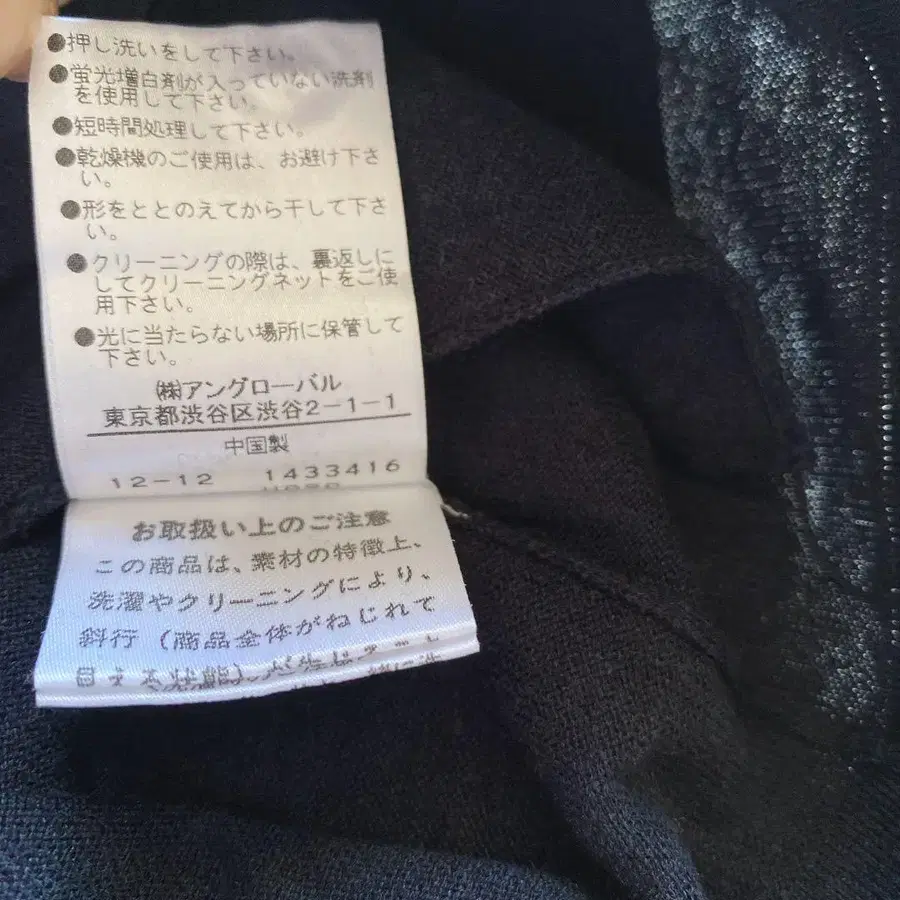 ●押し洗いをして下さい。
●蛍光増白剤が入っていない洗剤
を使用して下さい。
●短時間処理して下さい。
●乾燥機のご使用は、お避け下さ
い。
●形をととのえてから干して下さ
い。
●クリーニングの際は、裏返しに
してクリーニングネットをご使
用下さい。
●光に当たらない場所に保管して
下さい。
㈱アングローバル
東京都渋谷区渋谷2-1-1
中国製
12-12 1433416
お取扱い上のご注意
この商品は、素材の特徴上、
洗濯やクリーニングにより、
斜行（商品全体がねじれて